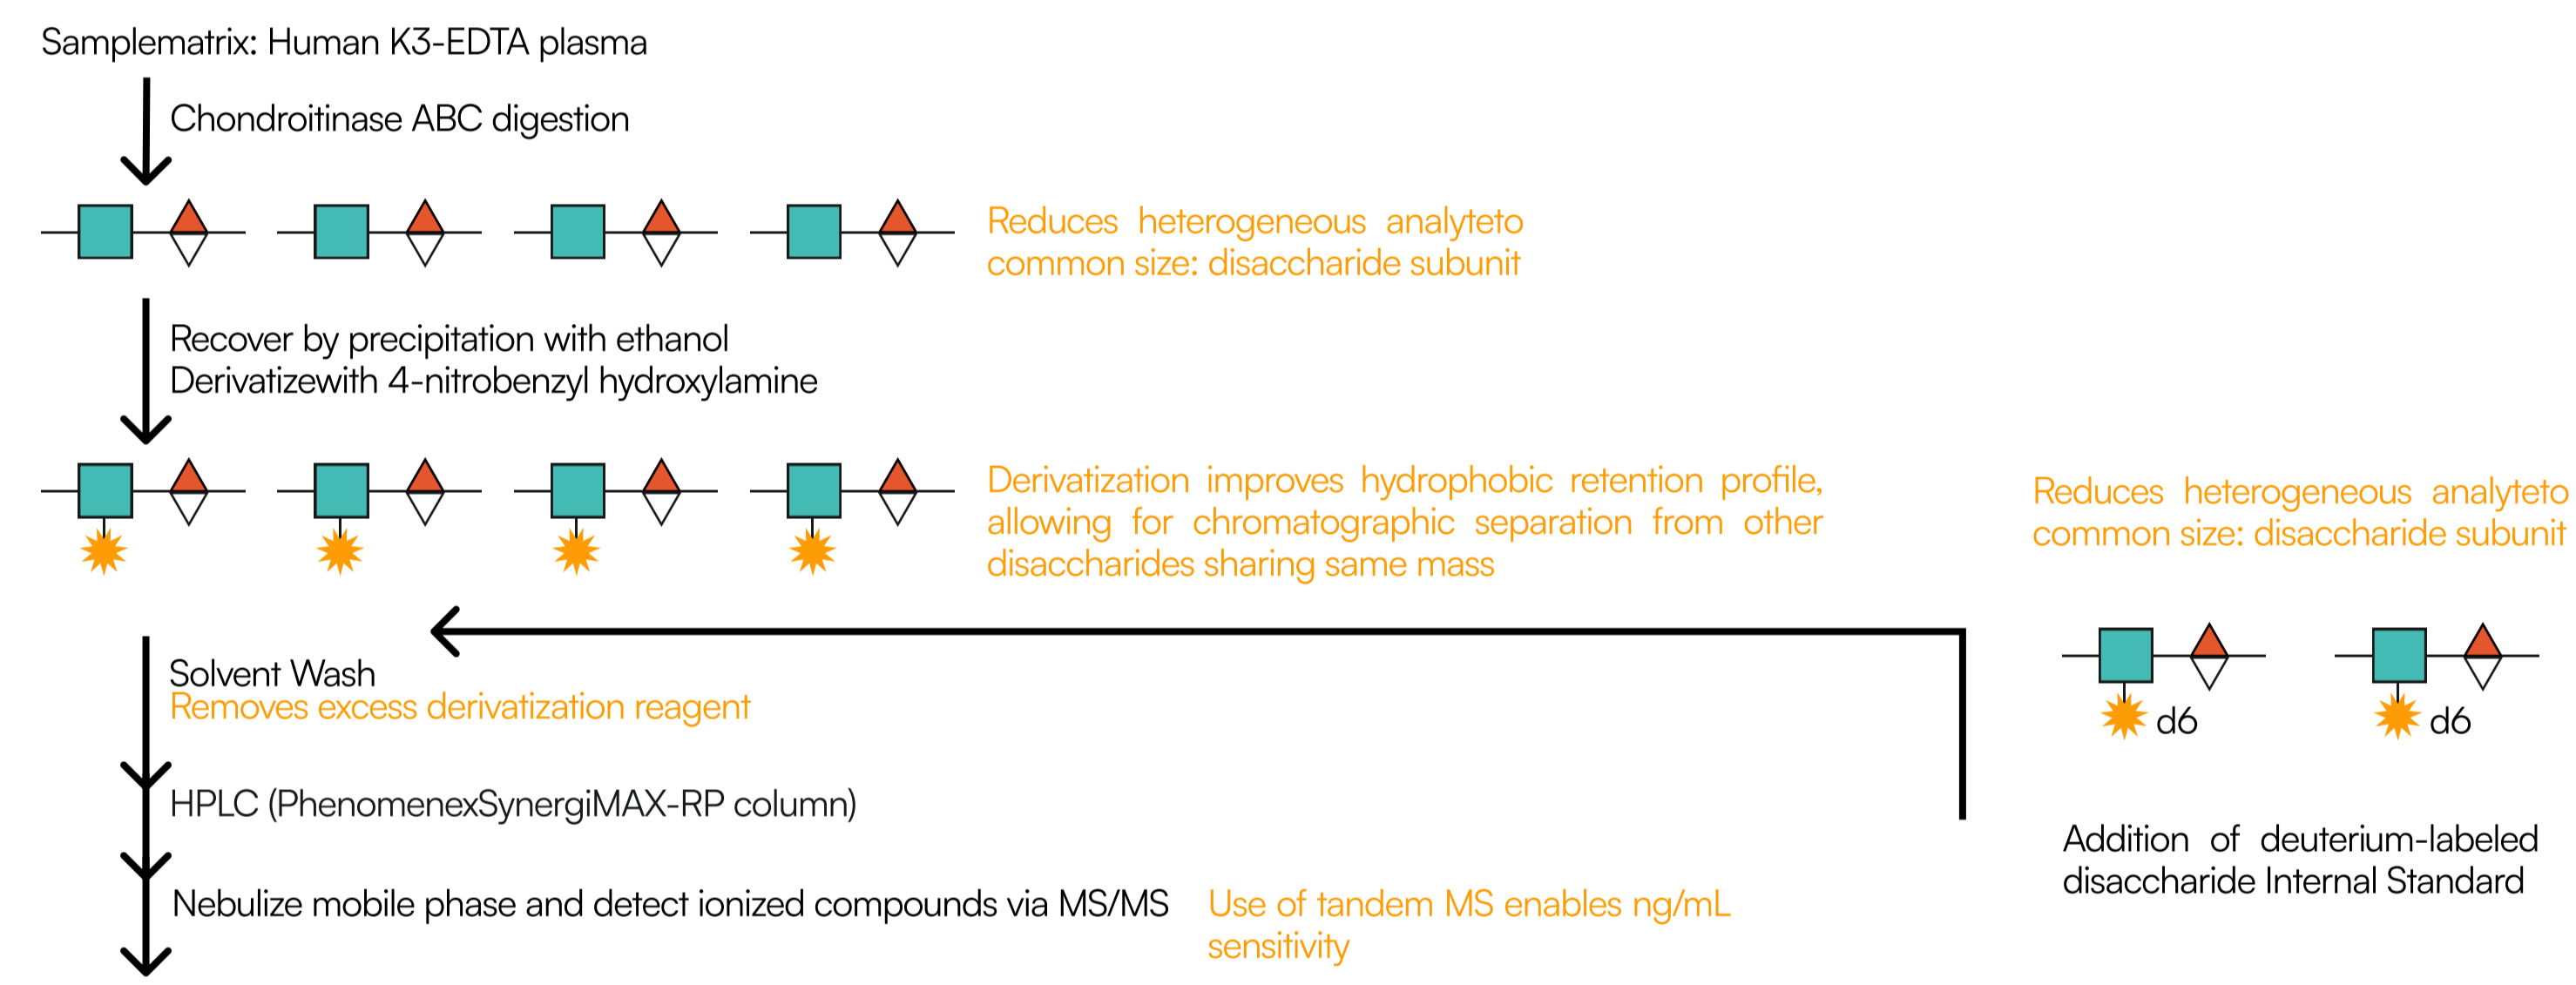 Samplematrix: Human K3-EDTA plasma
Chondroitinase ABC digestion
Reduces heterogeneous analyteto
common size: disaccharide subunit
Recover by precipitation with ethanol
Derivatizewith 4-nitrobenzyl hydroxylamine
Derivatization improves hydrophobic retention profile,
allowing for chromatographic separation from other
disaccharides sharing same mass
Reduces heterogeneous analyteto
common size: disaccharide subunit
d6
d6
Addition of deuterium-labeled
disaccharide Internal Standard
Solvent Wash
Removes excess derivatization reagent
HPLC (PhenomenexSynergiMAX-RP column)
Nebulize mobile phase and detect ionized compounds via MS/MS
Use of tandem MS enables ng/mL
sensitivity